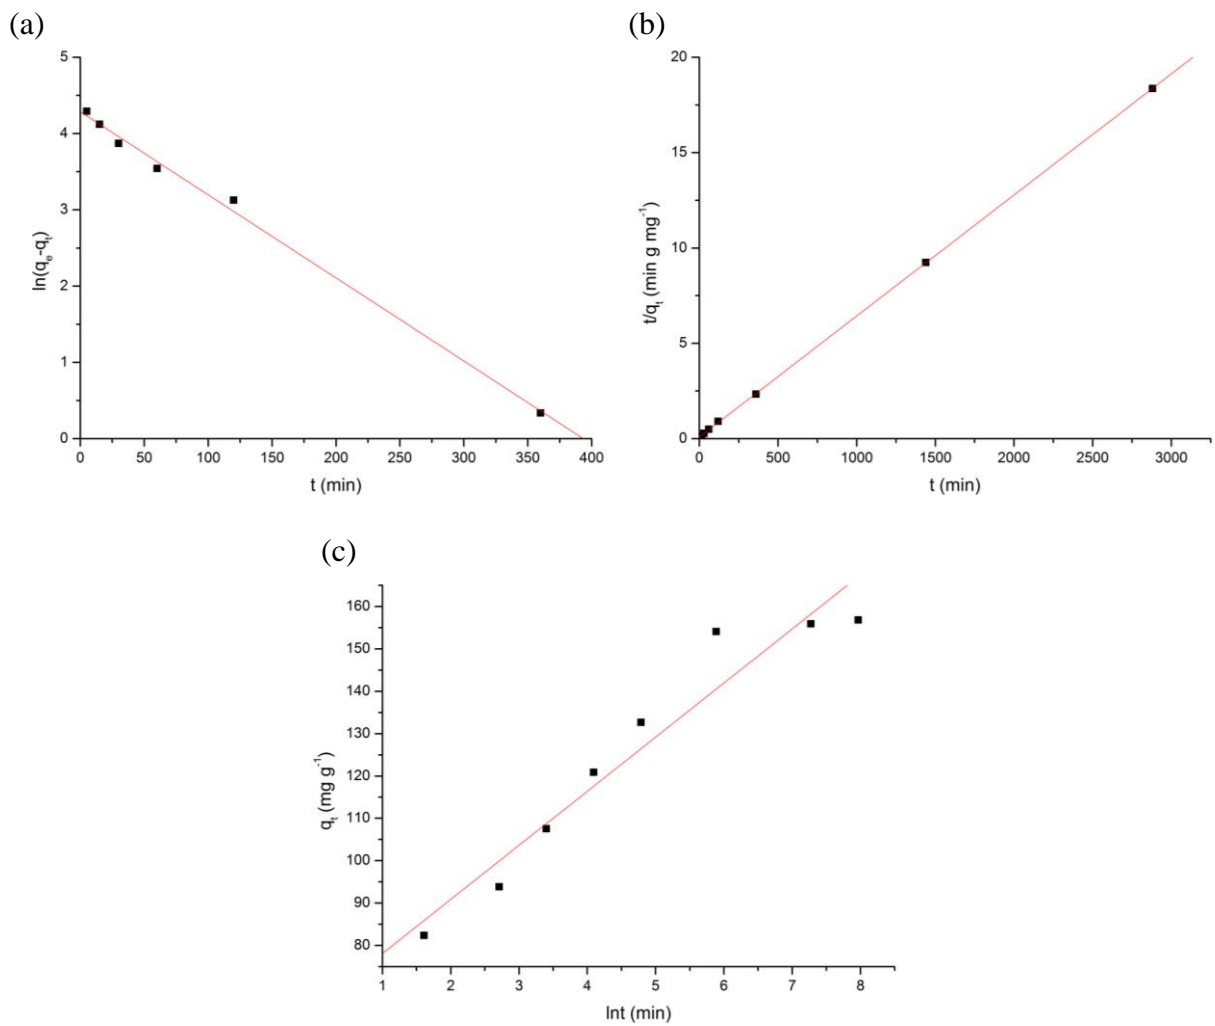 (a)
5
4
3
2
1
0
ln(qₑ-qₜ)
0 50 100 150 200 250 300 350 400
t (min)
(b)
20
15
10
5
0
t/qₜ (min g mg⁻¹)
0 500 1000 1500 2000 2500 3000
t (min)
(c)
160
150
140
130
120
110
100
90
80
qₜ (mg g⁻¹)
1 2 3 4 5 6 7 8
lnt (min)